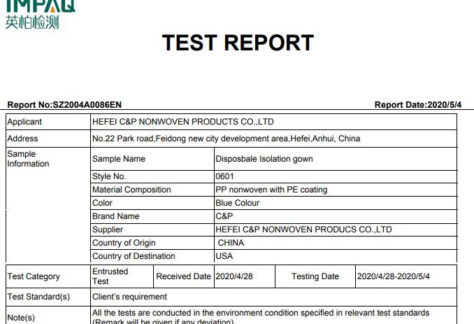 IMPAQ
英柏检测
TEST REPORT
Report No:SZ2004A0086EN Report Date:2020/5/4
Applicant HEFEI C&P NONWOVEN PRODUCTS CO.,LTD
Address No.22 Park road,Feidong new city development area,Hefei,Anhui, China
Sample Information
Sample Name Disposbale Isolation gown
Style No. 0601
Material Composition PP nonwoven with PE coating
Color Blue Colour
Brand Name C&P
Supplier HEFEI C&P NONWOVEN PRODUCS CO.,LTD
Country of Origin CHINA
Country of Destination USA
Test Category Entrusted Test Received Date 2020/4/28 Testing Date 2020/4/28-2020/5/4
Test Standard(s) Client's requirement
Note(s) All the tests are conducted in the environment condition specified in relevant test standards
(Remark will be given if any deviation)